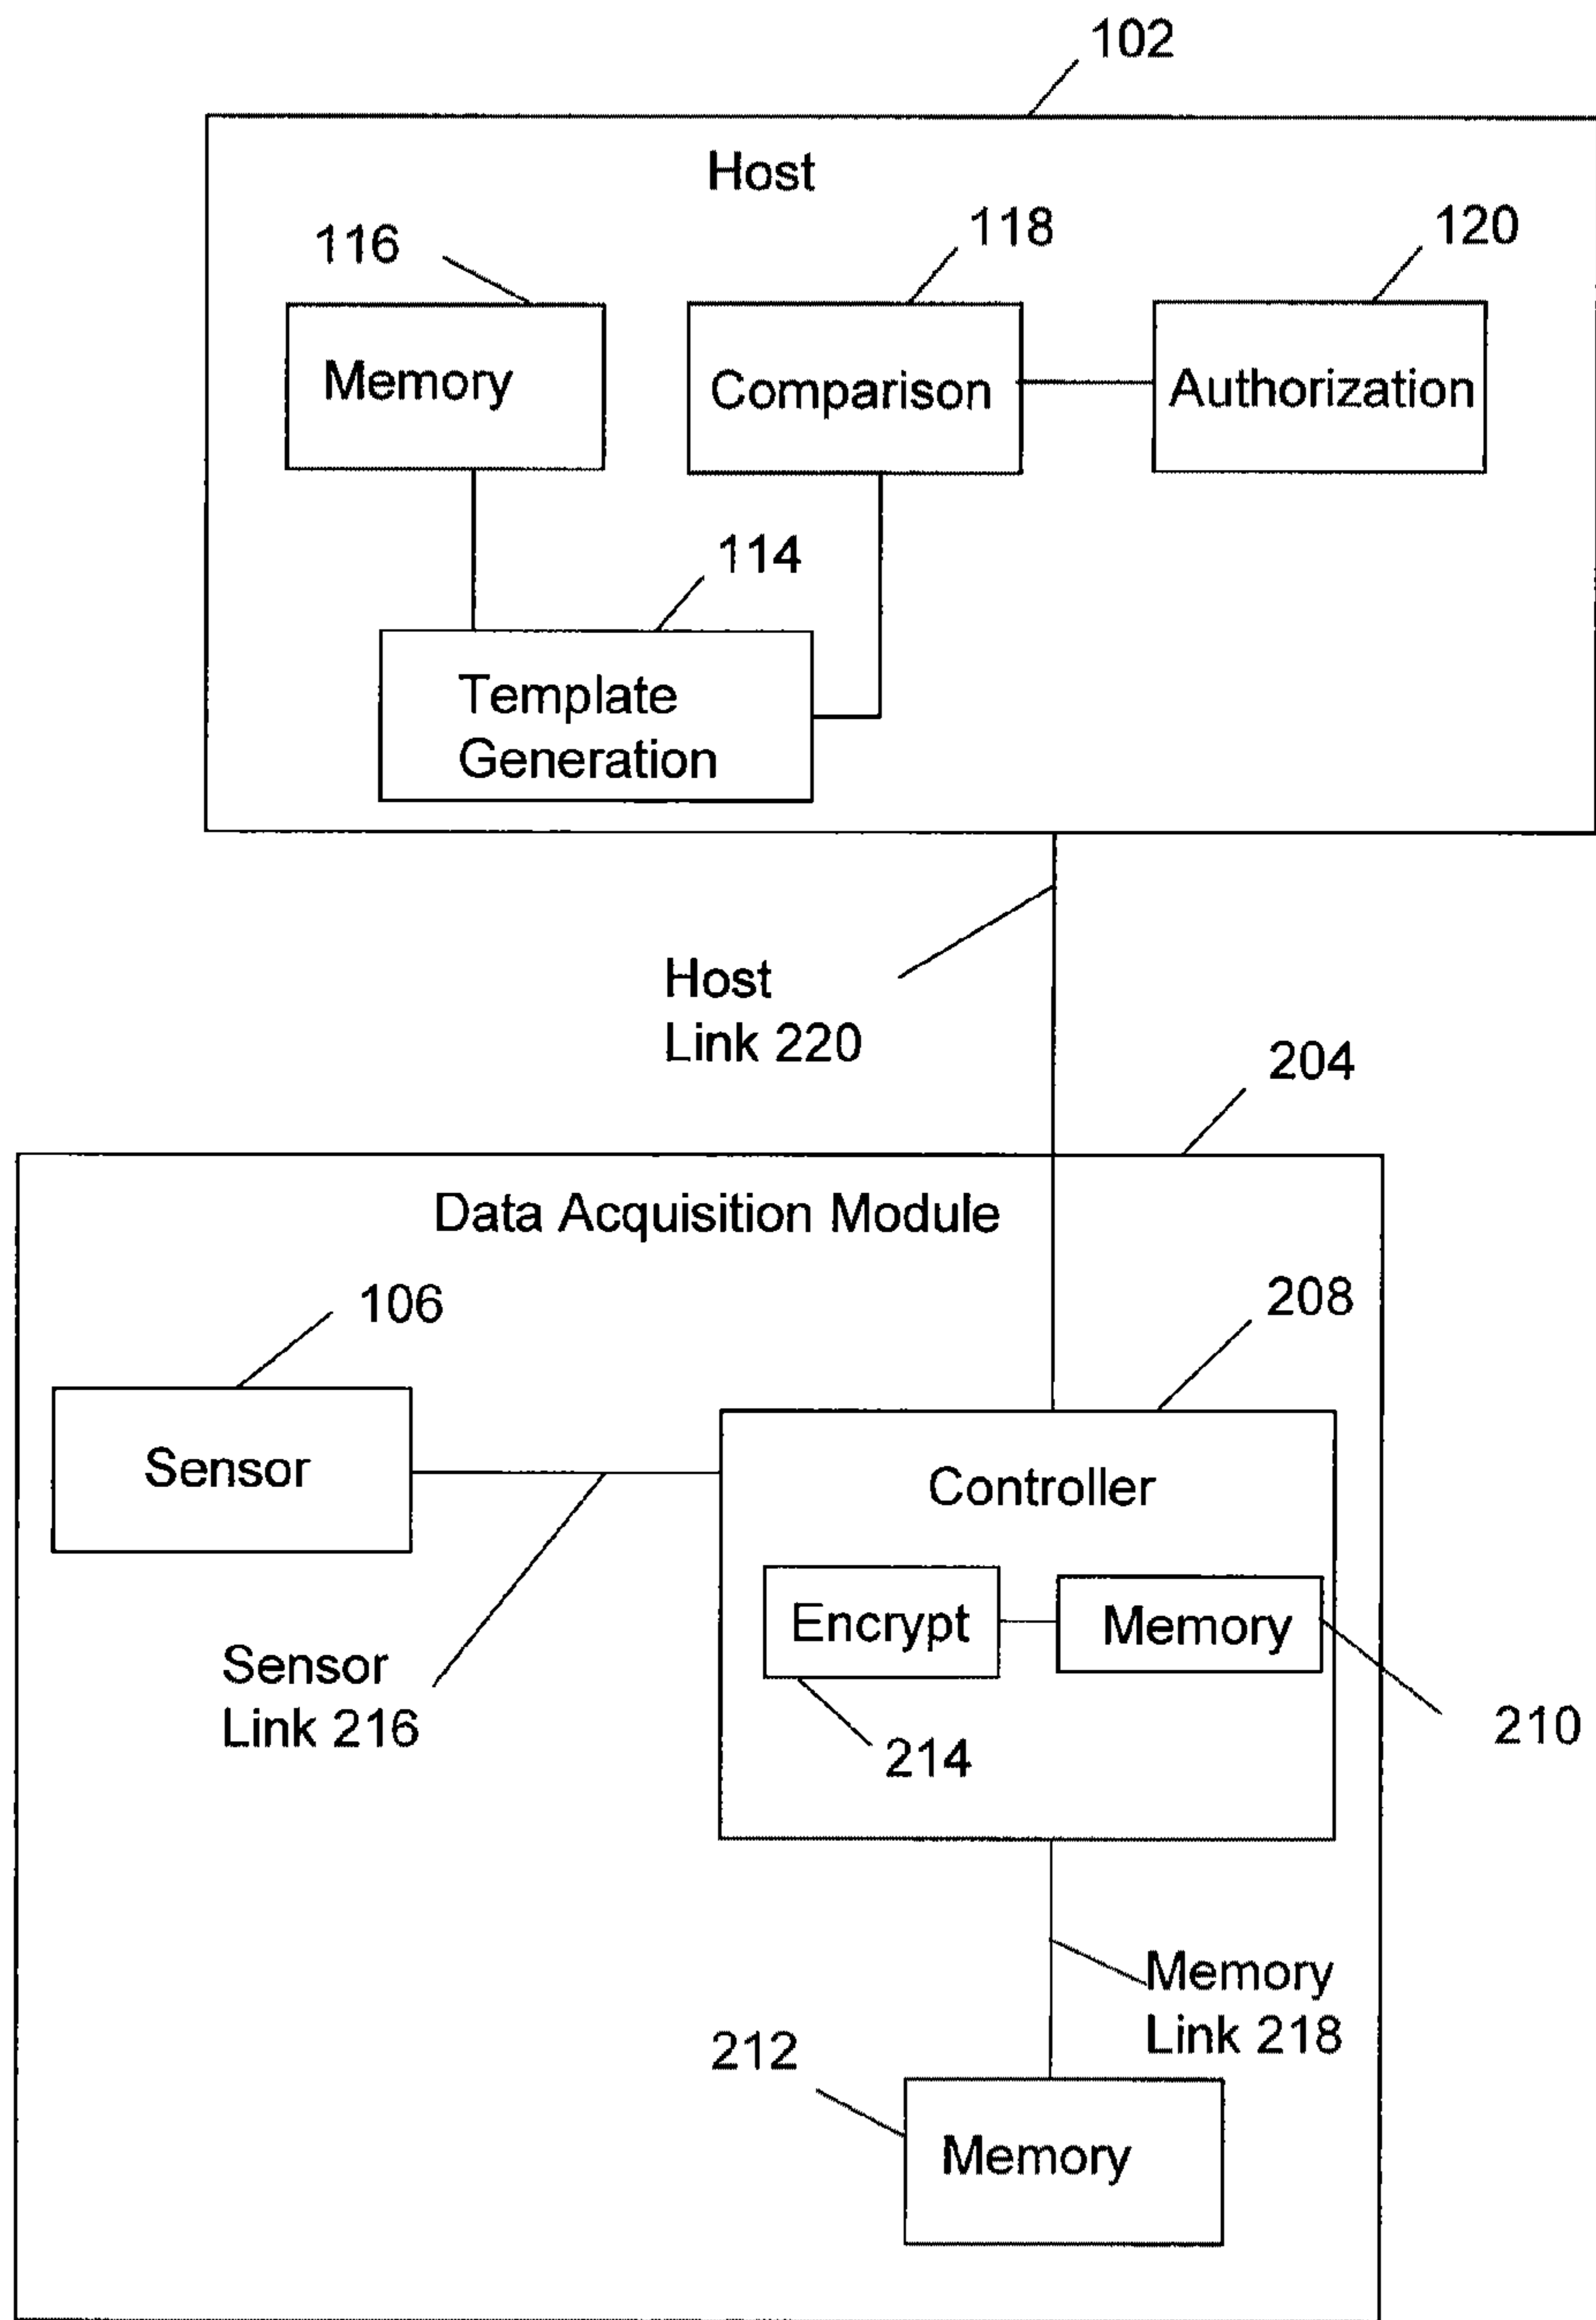 102
Host
116
118
120
Memory
Comparison
Authorization
114
Template
Generation
Host
Link 220
204
Data Acquisition Module
106
208
Sensor
Controller
Encrypt
Memory
Sensor
Link 216
214
210
Memory
Link 218
212
Memory